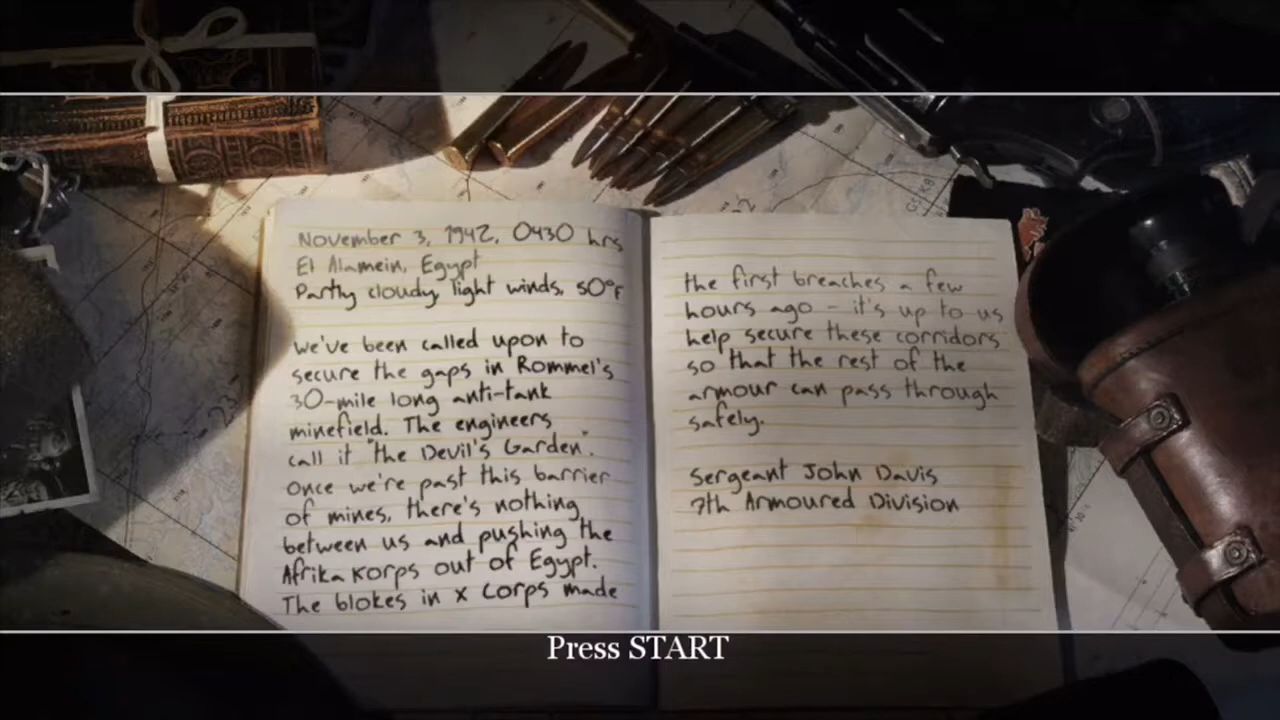 November 3, 1942, 0430 hrs
El Alamein, Egypt
Partly cloudy, light winds, 50°F
We've been called upon to
secure the gaps in Rommel's
30-mile long anti-tank
minefield. The engineers
call it "the Devil's Garden".
Once we're past this barrier
of mines, there's nothing
between us and pushing the
Afrika Korps out of Egypt.
The blokes in X Corps made
the first breaches a few
hours ago - it's up to us
help secure these corridors
so that the rest of the
armour can pass through
safely.
Sergeant John Davis
7th Armoured Division
Press START